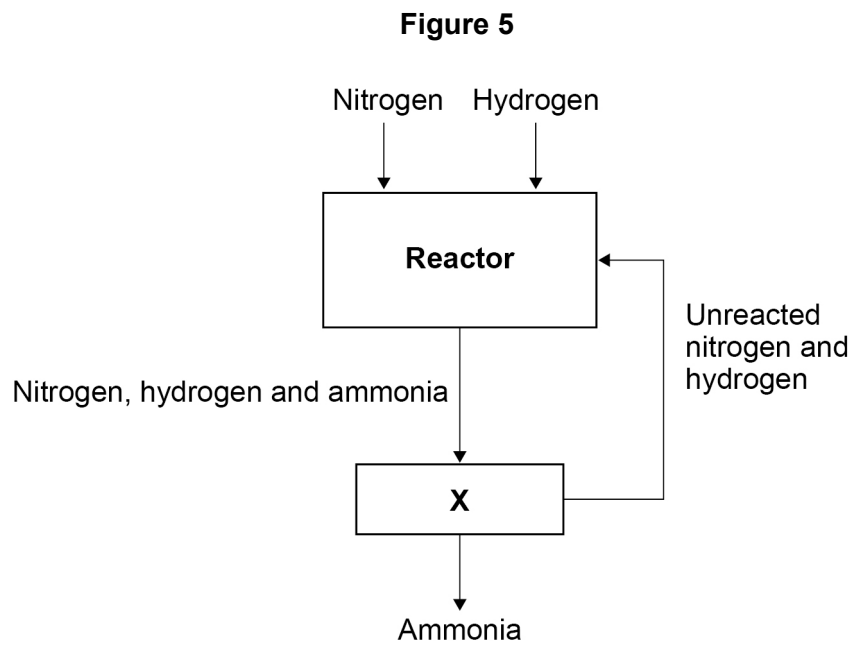 Figure 5
Nitrogen
Hydrogen
Reactor
Unreacted
nitrogen and
hydrogen
Nitrogen, hydrogen and ammonia
X
Ammonia